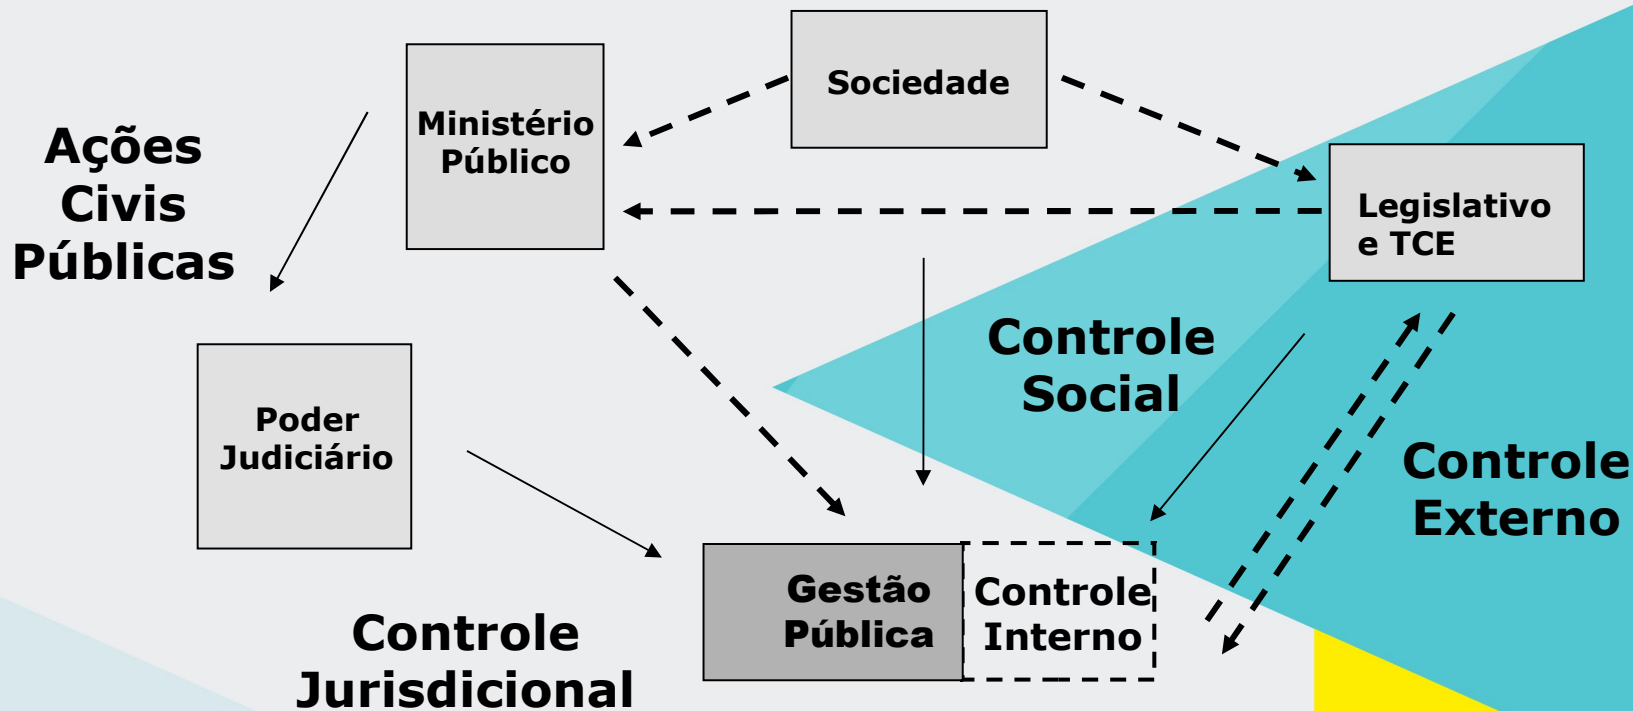 Sociedade
Ministério
Público
Ações
Civis
Públicas
Legislativo
e TCE
Controle
Social
Poder
Judiciário
Controle
Externo
Gestão
Pública
Controle
Interno
Controle
Jurisdicional